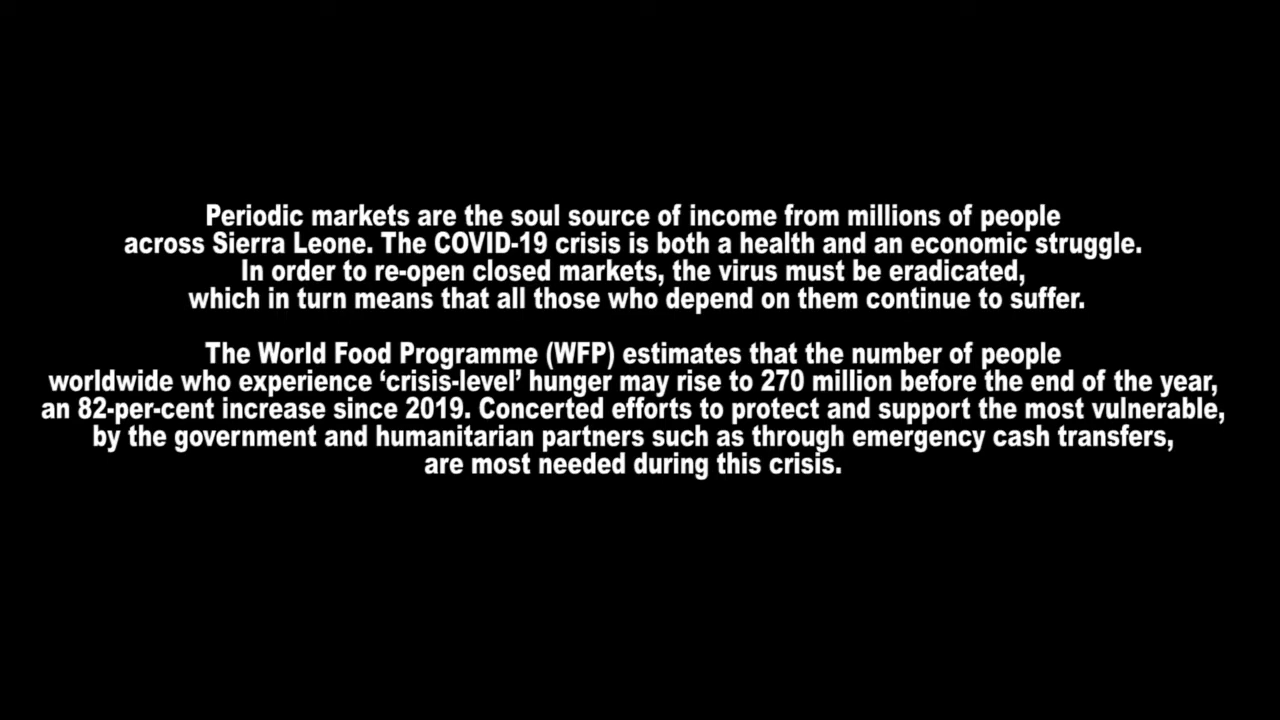 Periodic markets are the soul source of income from millions of people
across Sierra Leone. The COVID-19 crisis is both a health and an economic struggle.
In order to re-open closed markets, the virus must be eradicated,
which in turn means that all those who depend on them continue to suffer.
The World Food Programme (WFP) estimates that the number of people
worldwide who experience ‘crisis-level’ hunger may rise to 270 million before the end of the year,
an 82-per-cent increase since 2019. Concerted efforts to protect and support the most vulnerable,
by the government and humanitarian partners such as through emergency cash transfers,
are most needed during this crisis.